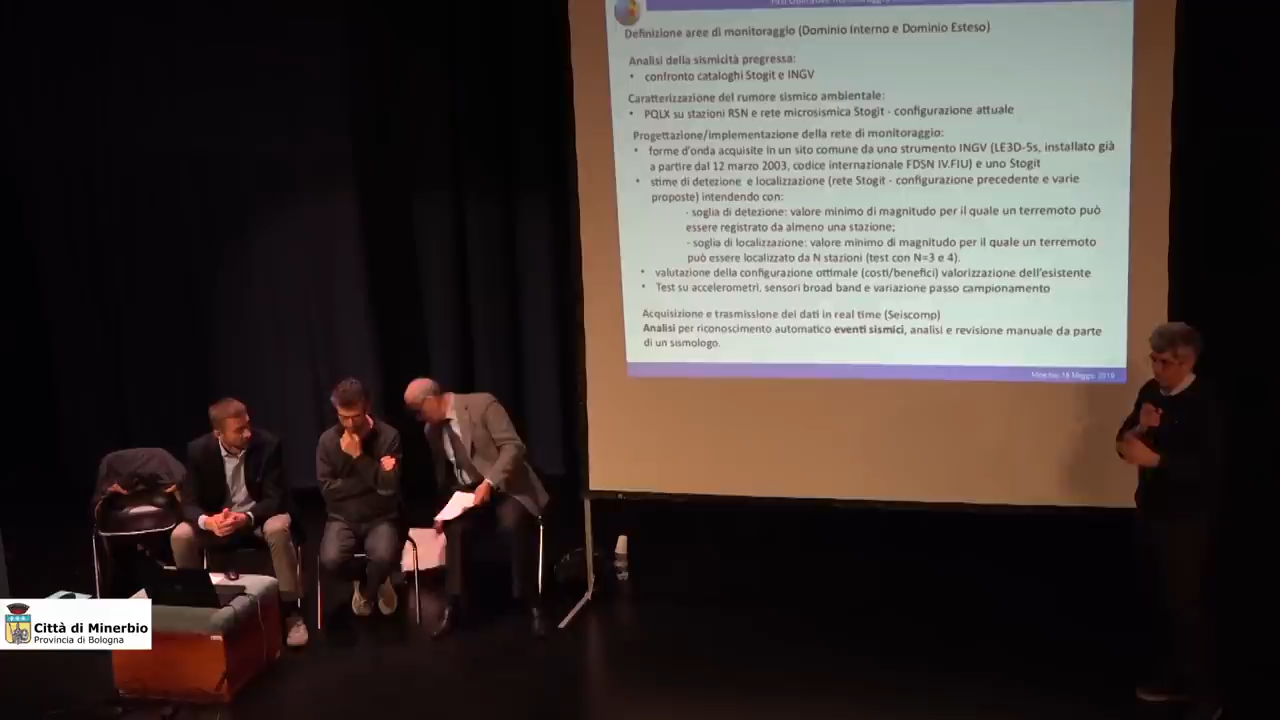 Definizione aree di monitoraggio (Dominio Interno e Dominio Esteso)
Analisi della sismicità pregressa:
• confronto cataloghi Stogit e INGV
Caratterizzazione del rumore sismico ambientale:
• PQLX su stazioni RSN e rete microsismica Stogit - configurazione attuale
Progettazione/implementazione della rete di monitoraggio:
• forme d'onda acquisite in un sito comune da uno strumento INGV (LE3D-5s, installato già
a partire dal 12 marzo 2003, codice internazionale FDSN IV.FIU) e uno Stogit
• stime di detezione e localizzazione (rete Stogit - configurazione precedente e varie
proposte) intendendo con:
- soglia di detezione: valore minimo di magnitudo per il quale un terremoto può
essere registrato da almeno una stazione;
- soglia di localizzazione: valore minimo di magnitudo per il quale un terremoto
può essere localizzato da N stazioni (test con N=3 e 4).
• valutazione della configurazione ottimale (costi/benefici) valorizzazione dell'esistente
• Test su accelerometri, sensori broad band e variazione passo campionamento
Acquisizione e trasmissione dei dati in real time (Seiscomp)
Analisi per riconoscimento automatico eventi sismici, analisi e revisione manuale da parte
di un sismologo.
Maggio, 2019
Città di Minerbio
Provincia di Bologna